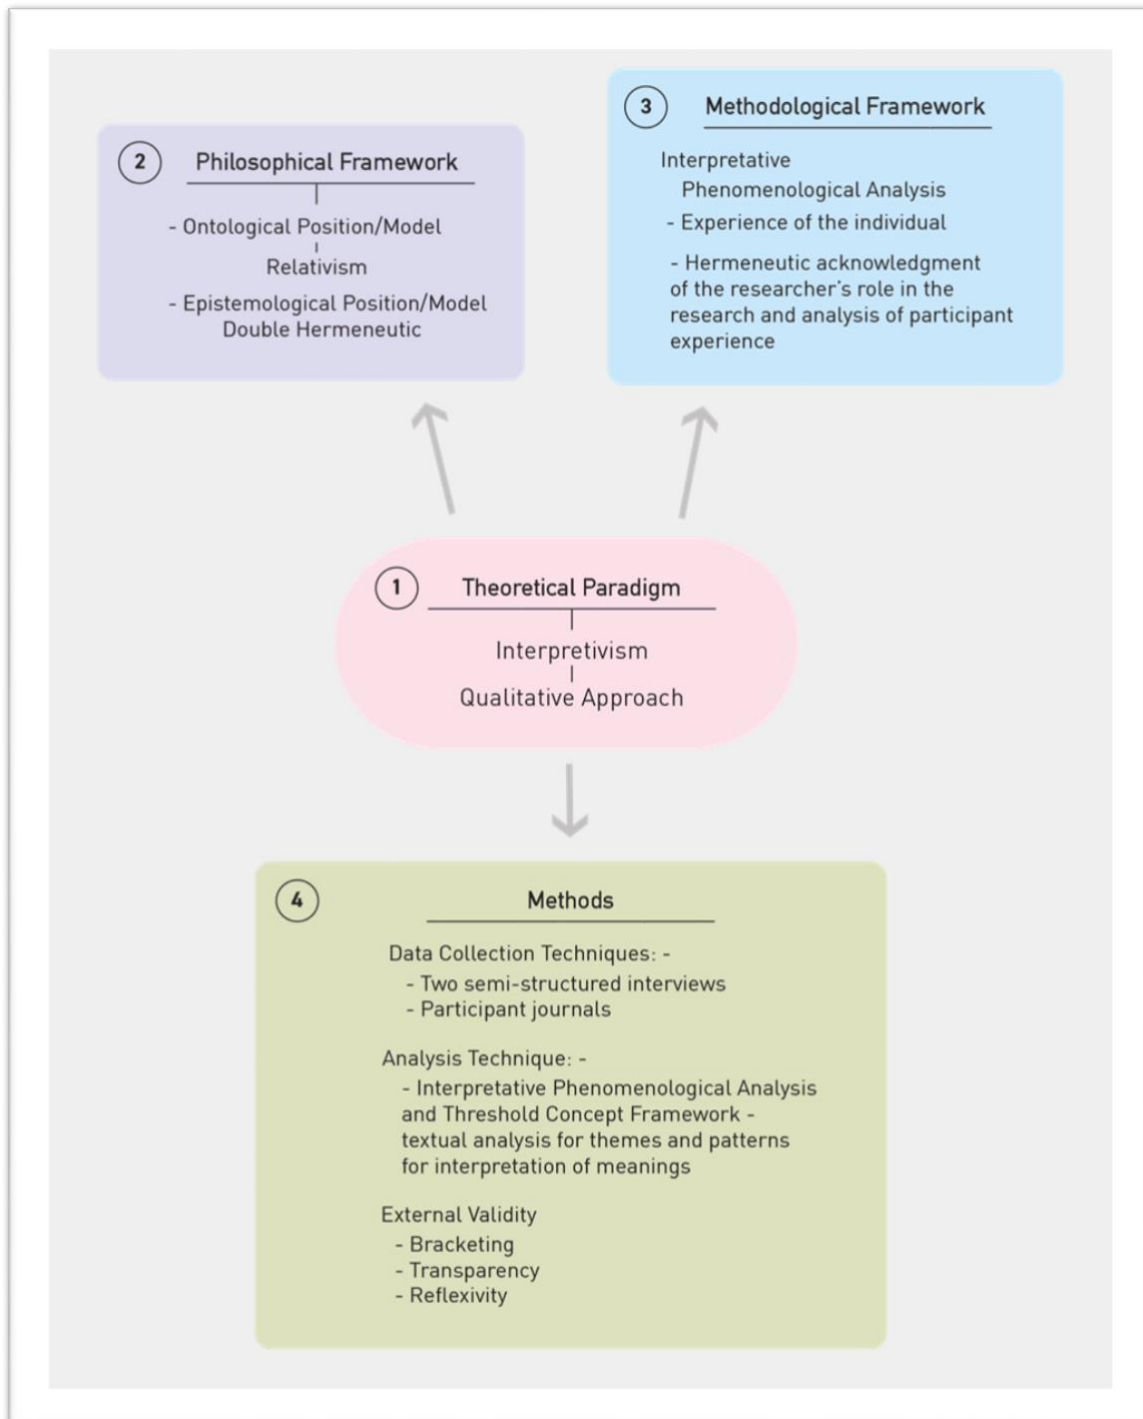 2
Philosophical Framework
- Ontological Position/Model
Relativism
- Epistemological Position/Model
Double Hermeneutic
3
Methodological Framework
Interpretative
Phenomenological Analysis
- Experience of the individual
- Hermeneutic acknowledgment
of the researcher's role in the
research and analysis of participant
experience
1
Theoretical Paradigm
Interpretivism
Qualitative Approach
4
Methods
Data Collection Techniques: -
- Two semi-structured interviews
- Participant journals
Analysis Technique: -
- Interpretative Phenomenological Analysis
and Threshold Concept Framework -
textual analysis for themes and patterns
for interpretation of meanings
External Validity
- Bracketing
- Transparency
- Reflexivity